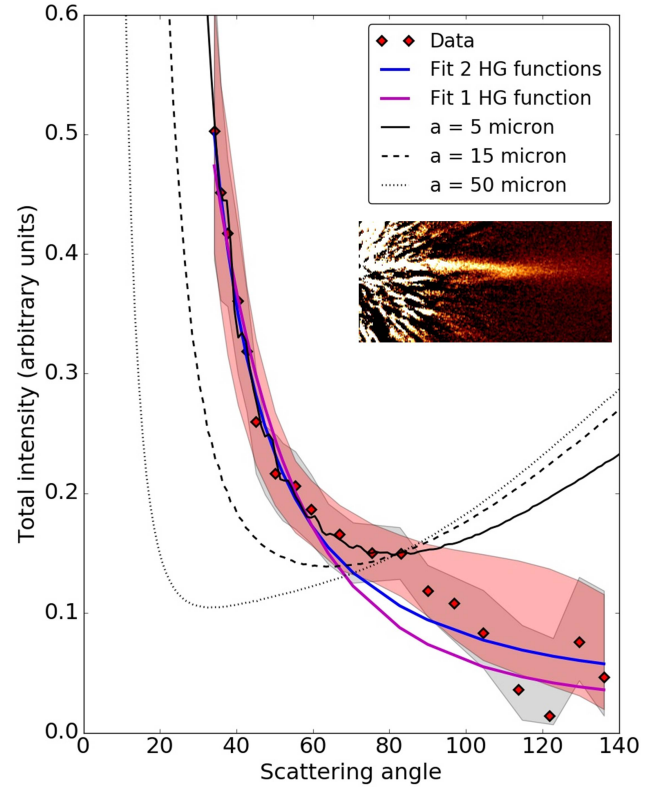 0.6
0.5
0.4
0.3
0.2
0.1
0.0
Total intensity (arbitrary units)
Data
Fit 2 HG functions
Fit 1 HG function
a = 5 micron
a = 15 micron
a = 50 micron
0 20 40 60 80 100 120 140
Scattering angle